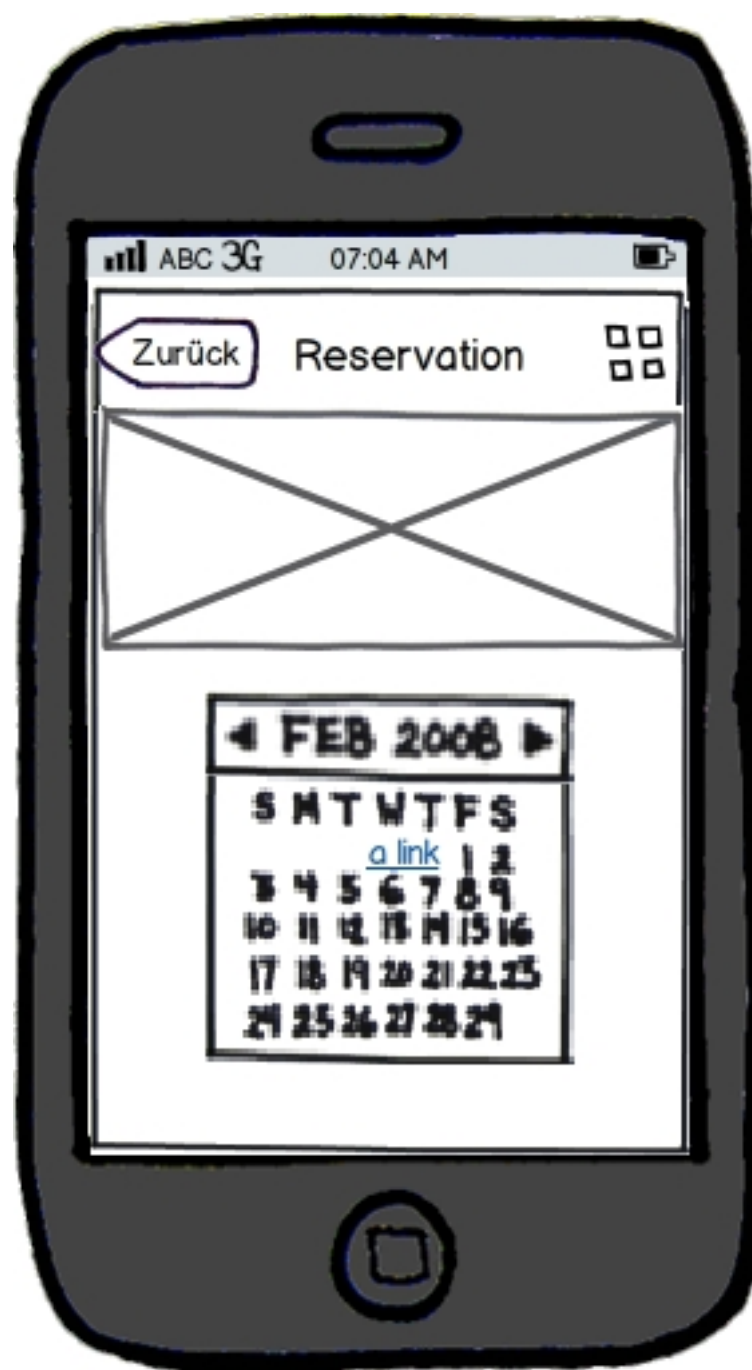 ABC 3G 07:04 AM
Zurück Reservation
FEB 2008
S M T W T F S
a link 1 2
3 4 5 6 7 8 9
10 11 12 13 14 15 16
17 18 19 20 21 22 23
24 25 26 27 28 29